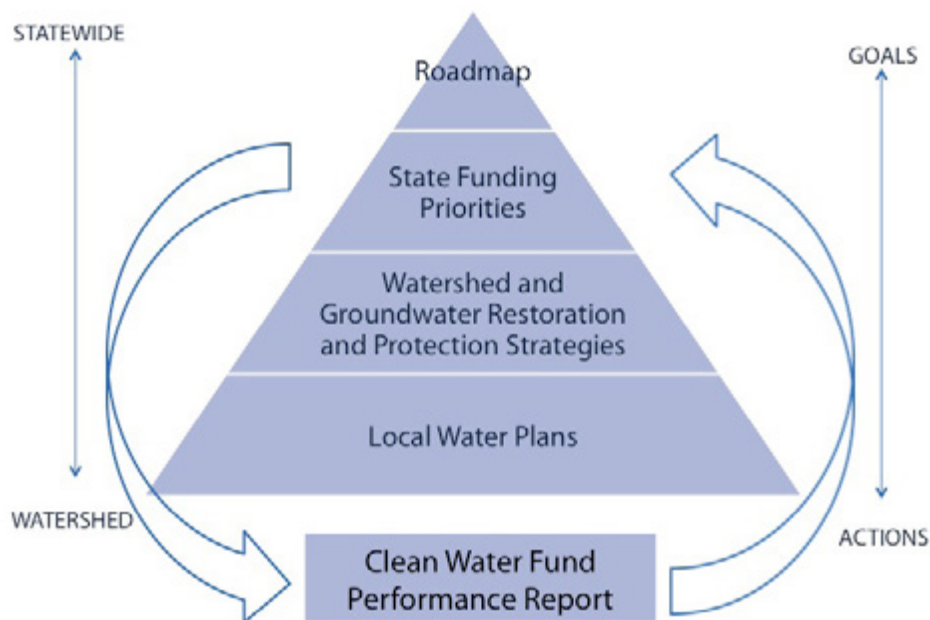 STATEWIDE
GOALS
Roadmap
State Funding
Priorities
Watershed and
Groundwater Restoration
and Protection Strategies
Local Water Plans
WATERSHED
ACTIONS
Clean Water Fund
Performance Report